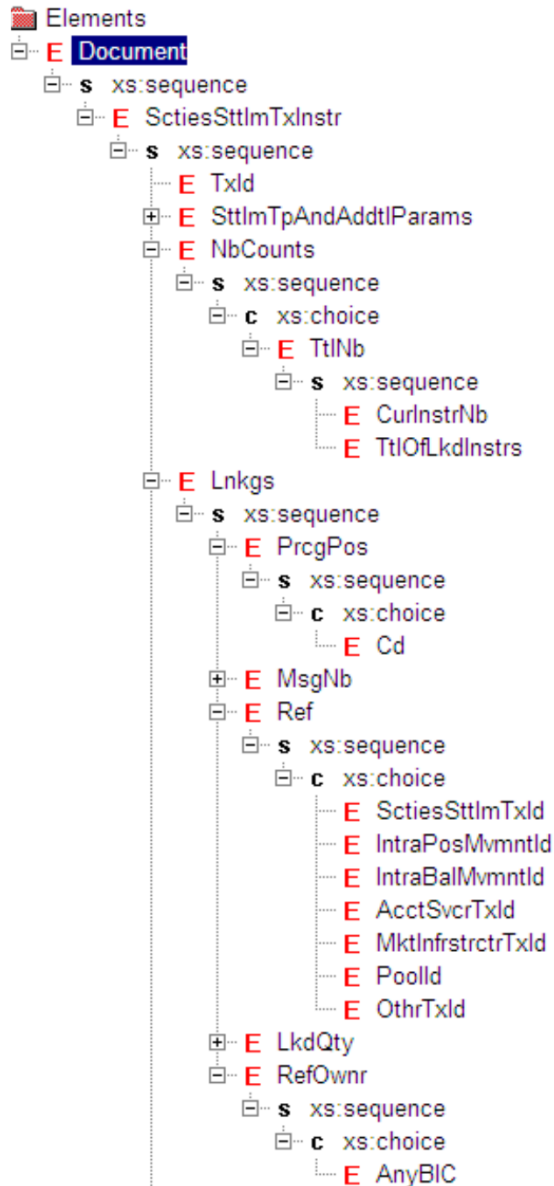 Elements
E Document
s xs:sequence
E SctiesSttlmTxInstr
s xs:sequence
E TxId
E SttlmTpAndAddtlParams
E NbCounts
s xs:sequence
c xs:choice
E TtlNb
s xs:sequence
E CurInstrNb
E TtlOfLkdInstrs
E Lnkgs
s xs:sequence
E PrcgPos
s xs:sequence
c xs:choice
E Cd
E MsgNb
E Ref
s xs:sequence
c xs:choice
E SctiesSttlmTxId
E IntraPosMvmntId
E IntraBalMvmntId
E AcctSvcrTxId
E MktInfrstrctrTxId
E PoolId
E OthrTxId
E LkdQty
E RefOwnr
s xs:sequence
c xs:choice
E AnyBIC